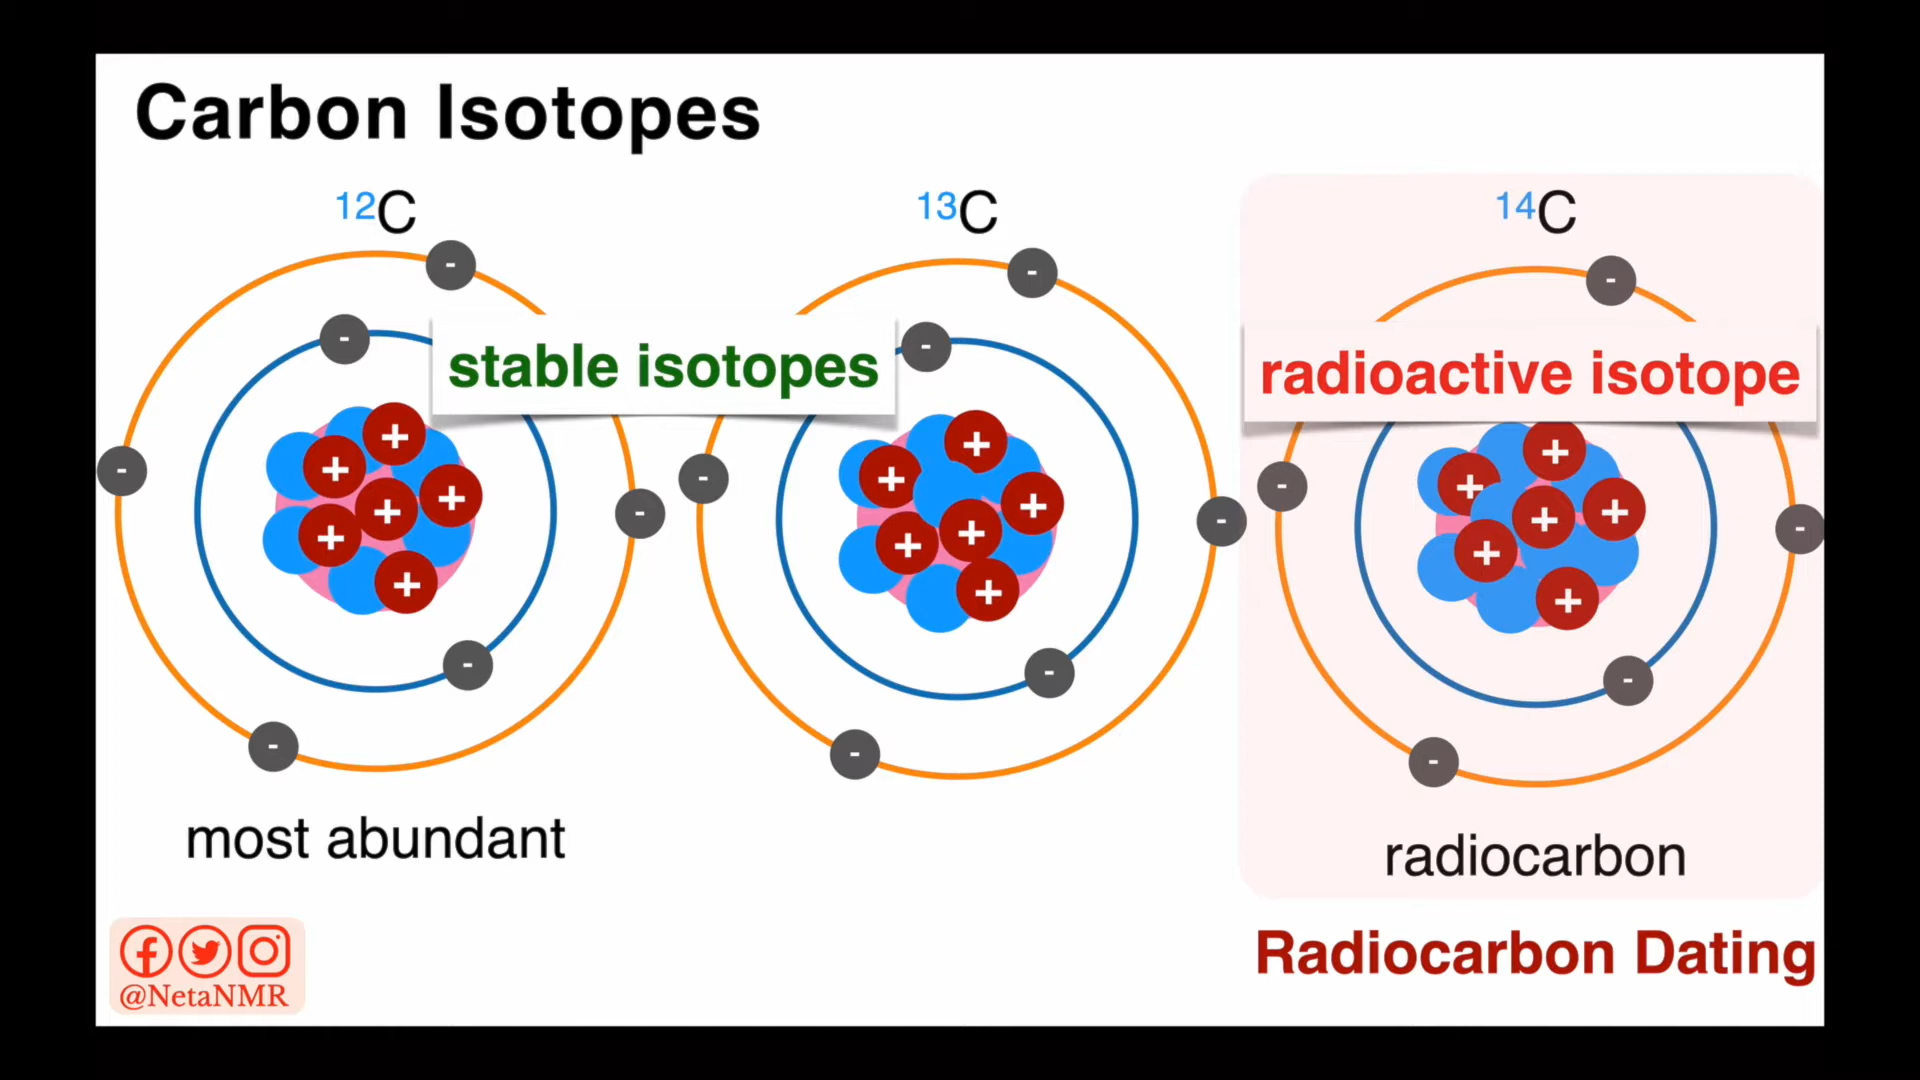 Carbon Isotopes
12C
13C
14C
stable isotopes
radioactive isotope
most abundant
radiocarbon
Radiocarbon Dating
@NetaNMR